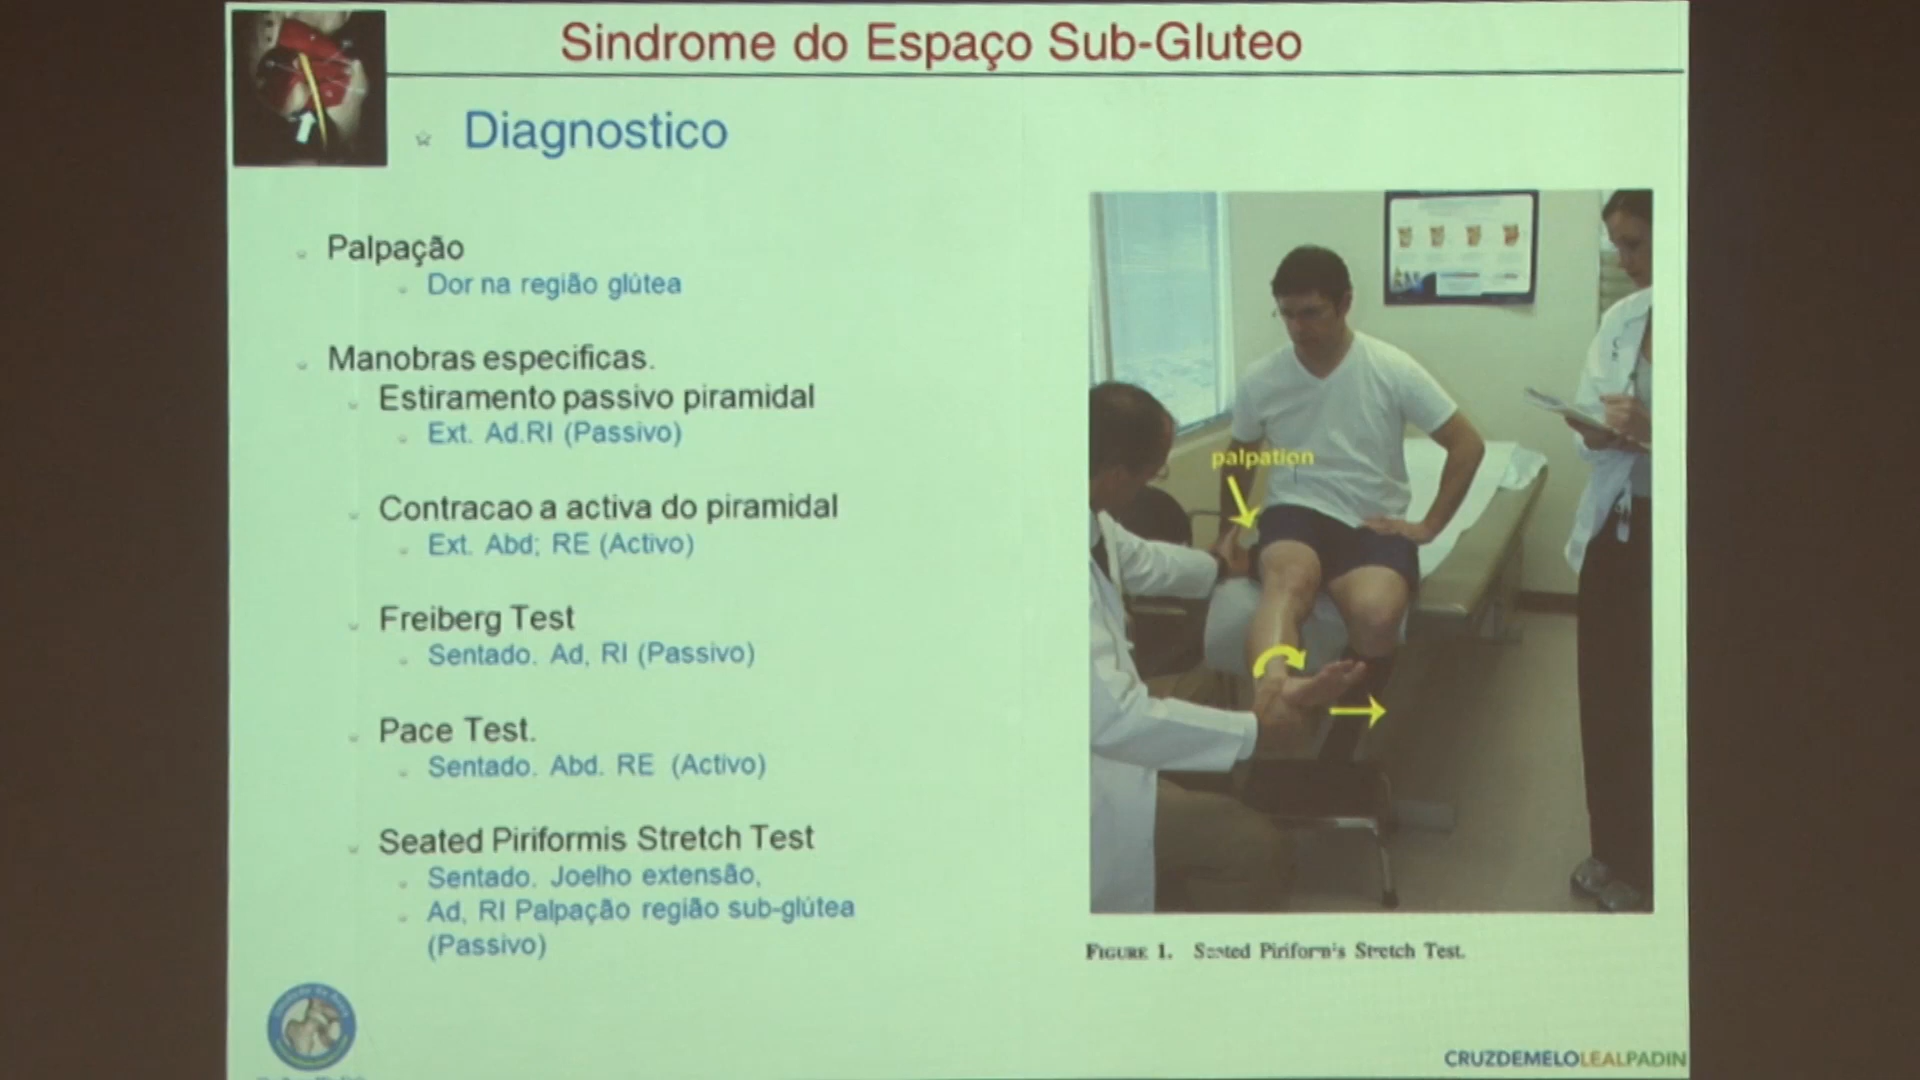 Sindrome do Espaço Sub-Gluteo
Diagnostico
Palpação
Dor na região glútea
Manobras especificas.
Estiramento passivo piramidal
Ext. Ad.RI (Passivo)
Contracao a activa do piramidal
Ext. Abd; RE (Activo)
Freiberg Test
Sentado. Ad, RI (Passivo)
Pace Test.
Sentado. Abd. RE (Activo)
Seated Piriformis Stretch Test
Sentado. Joelho extensão,
Ad, RI Palpação região sub-glútea
(Passivo)
palpation
FIGURE 1. Seated Piriformis Stretch Test.
CRUZDEMELOLEALPADIN